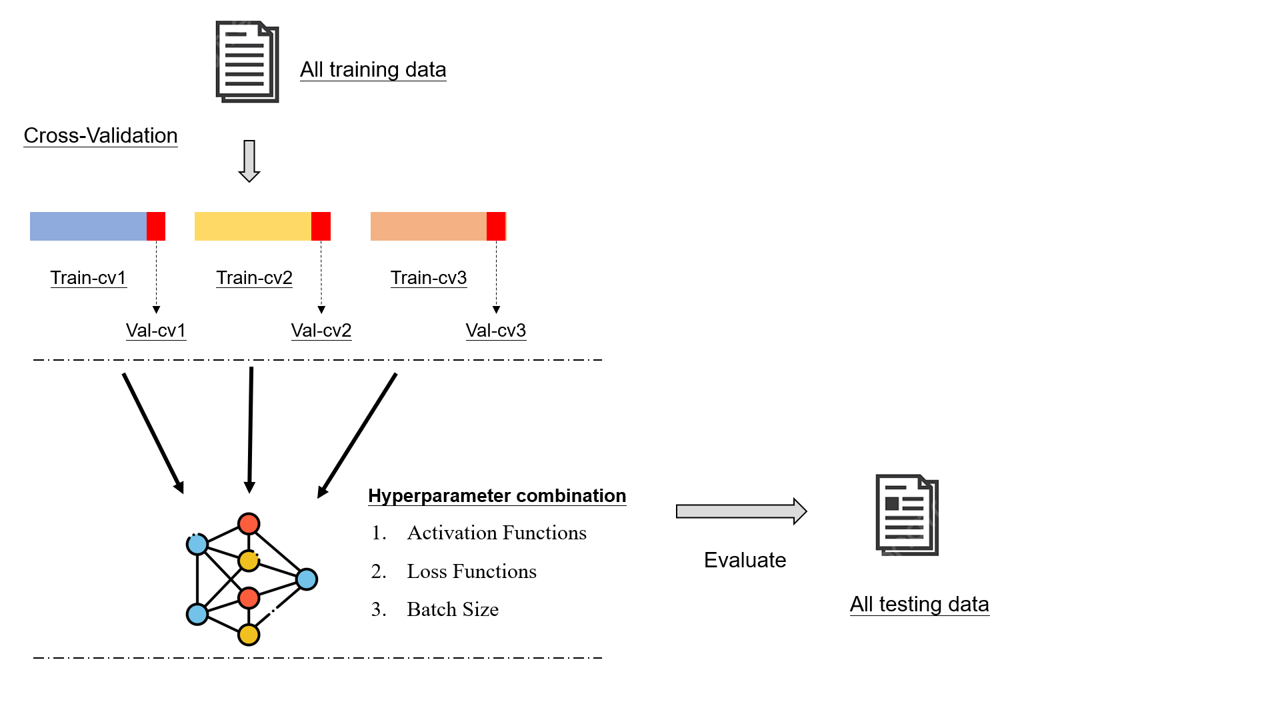 All training data
Cross-Validation
Train-cv1
Train-cv2
Train-cv3
Val-cv1
Val-cv2
Val-cv3
Hyperparameter combination
1. Activation Functions
2. Loss Functions
3. Batch Size
Evaluate
All testing data